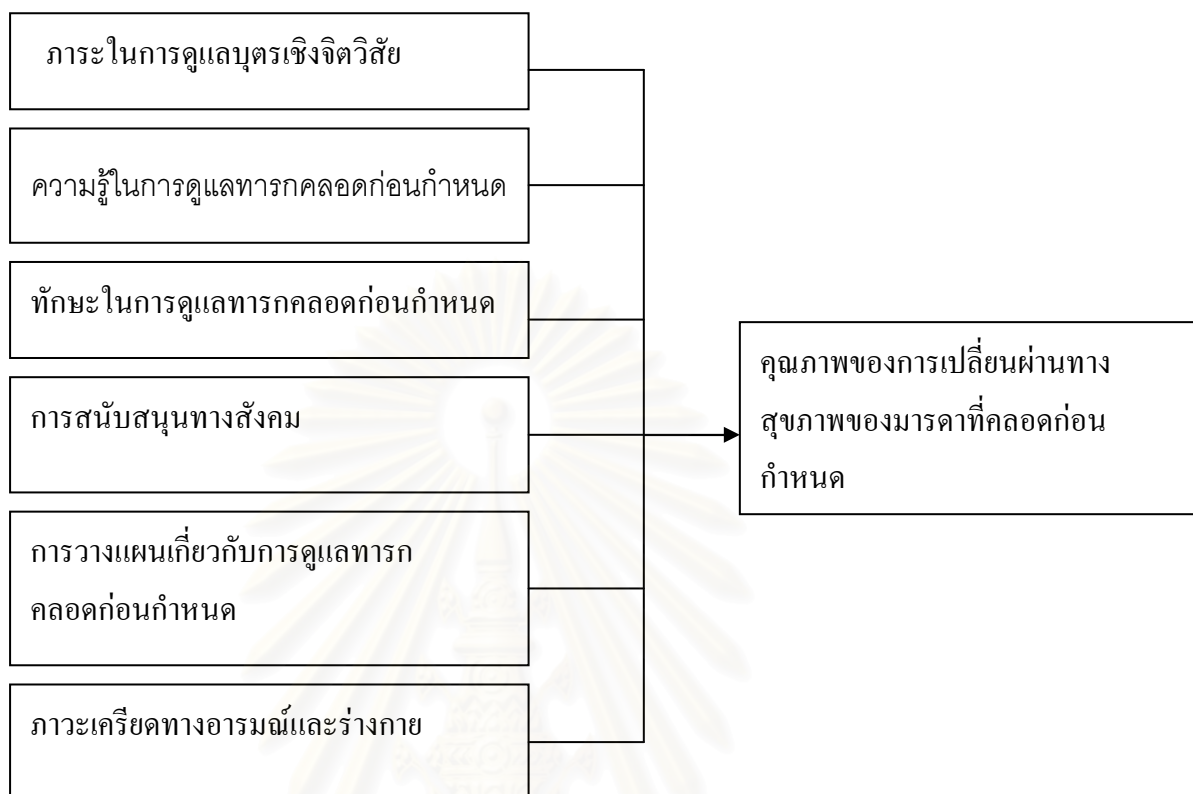 ภาระในการดูแลบุตรเชิงจิตวิสัย
ความรู้ในการดูแลทารกคลอดก่อนกำหนด
ทักษะในการดูแลทารกคลอดก่อนกำหนด
การสนับสนุนทางสังคม
การวางแผนเกี่ยวกับการดูแลทารก
คลอดก่อนกำหนด
ภาวะเครียดทางอารมณ์และร่างกาย
คุณภาพของการเปลี่ยนผ่านทาง
สุขภาพของมารดาที่คลอดก่อน
กำหนด